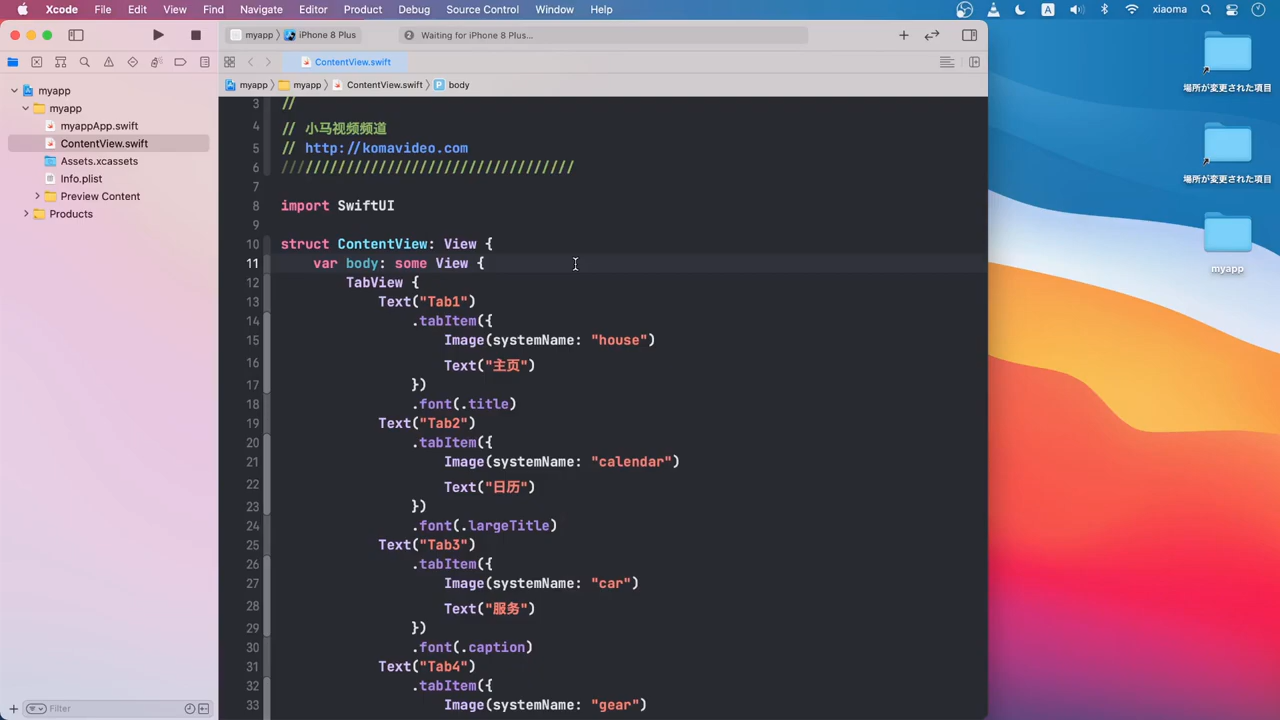 Xcode File Edit View Find Navigate Editor Product Debug Source Control Window Help A xiaoma
myapp iPhone 8 Plus 2 Waiting for iPhone 8 Plus...
ContentView.swift
myapp myapp ContentView.swift P body
myapp
myapp
myappApp.swift
ContentView.swift
Assets.xcassets
Info.plist
Preview Content
Products
Filter
3 //
4 // 小马视频频道
5 // http://komavideo.com
6 ////////////////////////////////////
7
8 import SwiftUI
9
10 struct ContentView: View {
11 var body: some View {
12 TabView {
13 Text("Tab1")
14 .tabItem({
15 Image(systemName: "house")
16 Text("主页")
17 })
18 .font(.title)
19 Text("Tab2")
20 .tabItem({
21 Image(systemName: "calendar")
22 Text("日历")
23 })
24 .font(.largeTitle)
25 Text("Tab3")
26 .tabItem({
27 Image(systemName: "car")
28 Text("服务")
29 })
30 .font(.caption)
31 Text("Tab4")
32 .tabItem({
33 Image(systemName: "gear")
場所が変更された項目
場所が変更された項目
myapp